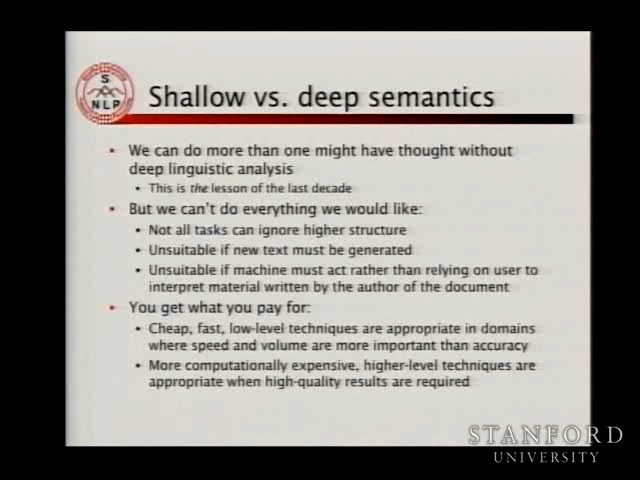 S
NLP
Shallow vs. deep semantics
• We can do more than one might have thought without
deep linguistic analysis
• This is the lesson of the last decade
• But we can't do everything we would like:
• Not all tasks can ignore higher structure
• Unsuitable if new text must be generated
• Unsuitable if machine must act rather than relying on user to
interpret material written by the author of the document
• You get what you pay for:
• Cheap, fast, low-level techniques are appropriate in domains
where speed and volume are more important than accuracy
• More computationally expensive, higher-level techniques are
appropriate when high-quality results are required
STANFORD
UNIVERSITY